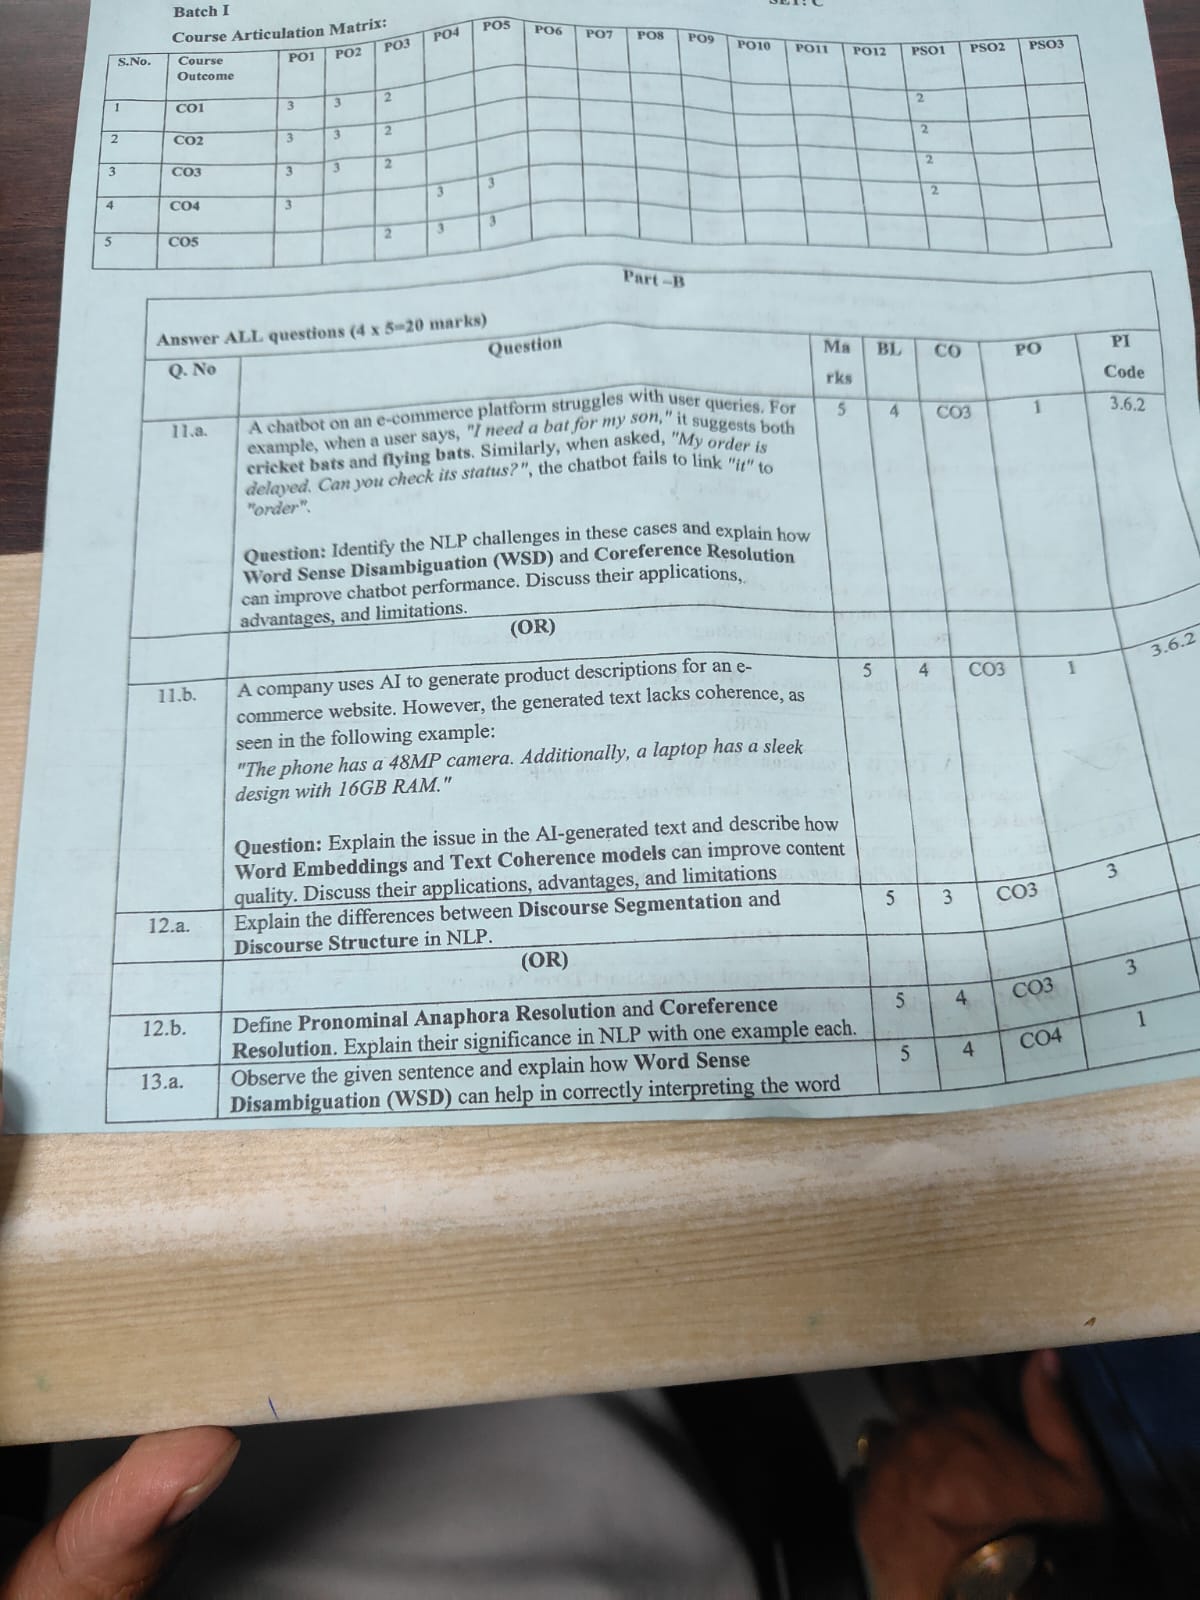 Batch I
SET: C
Course Articulation Matrix:
S.No. Course Outcome PO1 PO2 PO3 PO4 PO5 PO6 PO7 PO8 PO9 PO10 PO11 PO12 PSO1 PSO2 PSO3
1 CO1 3 3 2 2
2 CO2 3 3 2 2
3 CO3 3 3 2 2
4 CO4 3 3 3 2
5 CO5 2 3 3
Part –B
Answer ALL questions (4 x 5=20 marks)
Q. No Question Ma rks BL CO PO PI Code
11.a. A chatbot on an e-commerce platform struggles with user queries. For 5 4 CO3 1 3.6.2
example, when a user says, "I need a bat for my son," it suggests both
cricket bats and flying bats. Similarly, when asked, "My order is
delayed. Can you check its status?", the chatbot fails to link "it" to
"order".
Question: Identify the NLP challenges in these cases and explain how
Word Sense Disambiguation (WSD) and Coreference Resolution
can improve chatbot performance. Discuss their applications,
advantages, and limitations.
(OR)
11.b. A company uses AI to generate product descriptions for an e- 5 4 CO3 1 3.6.2
commerce website. However, the generated text lacks coherence, as
seen in the following example:
"The phone has a 48MP camera. Additionally, a laptop has a sleek
design with 16GB RAM."
Question: Explain the issue in the AI-generated text and describe how
Word Embeddings and Text Coherence models can improve content
quality. Discuss their applications, advantages, and limitations
12.a. Explain the differences between Discourse Segmentation and 5 3 CO3 3
Discourse Structure in NLP.
(OR)
12.b. Define Pronominal Anaphora Resolution and Coreference 5 4 CO3 3
Resolution. Explain their significance in NLP with one example each.
13.a. Observe the given sentence and explain how Word Sense 5 4 CO4 1
Disambiguation (WSD) can help in correctly interpreting the word